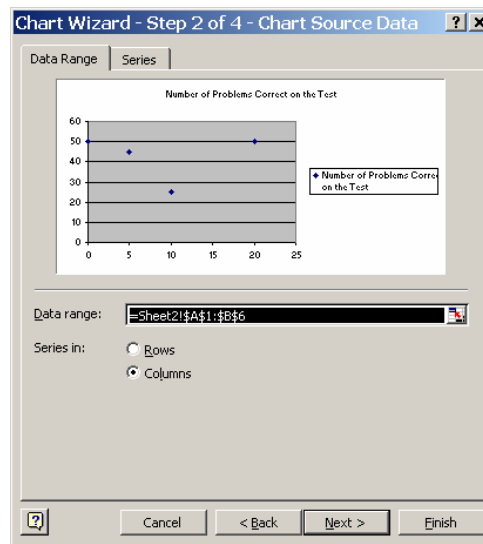 Chart Wizard - Step 2 of 4 - Chart Source Data
Data Range Series
Number of Problems Correct on the Test
60
50
40
30
20
10
0
0 5 10 15 20 25
Number of Problems Correc
on the Test
Data range: =Sheet2!$A$1:$B$6
Series in: Rows
Columns
Cancel < Back Next > Finish